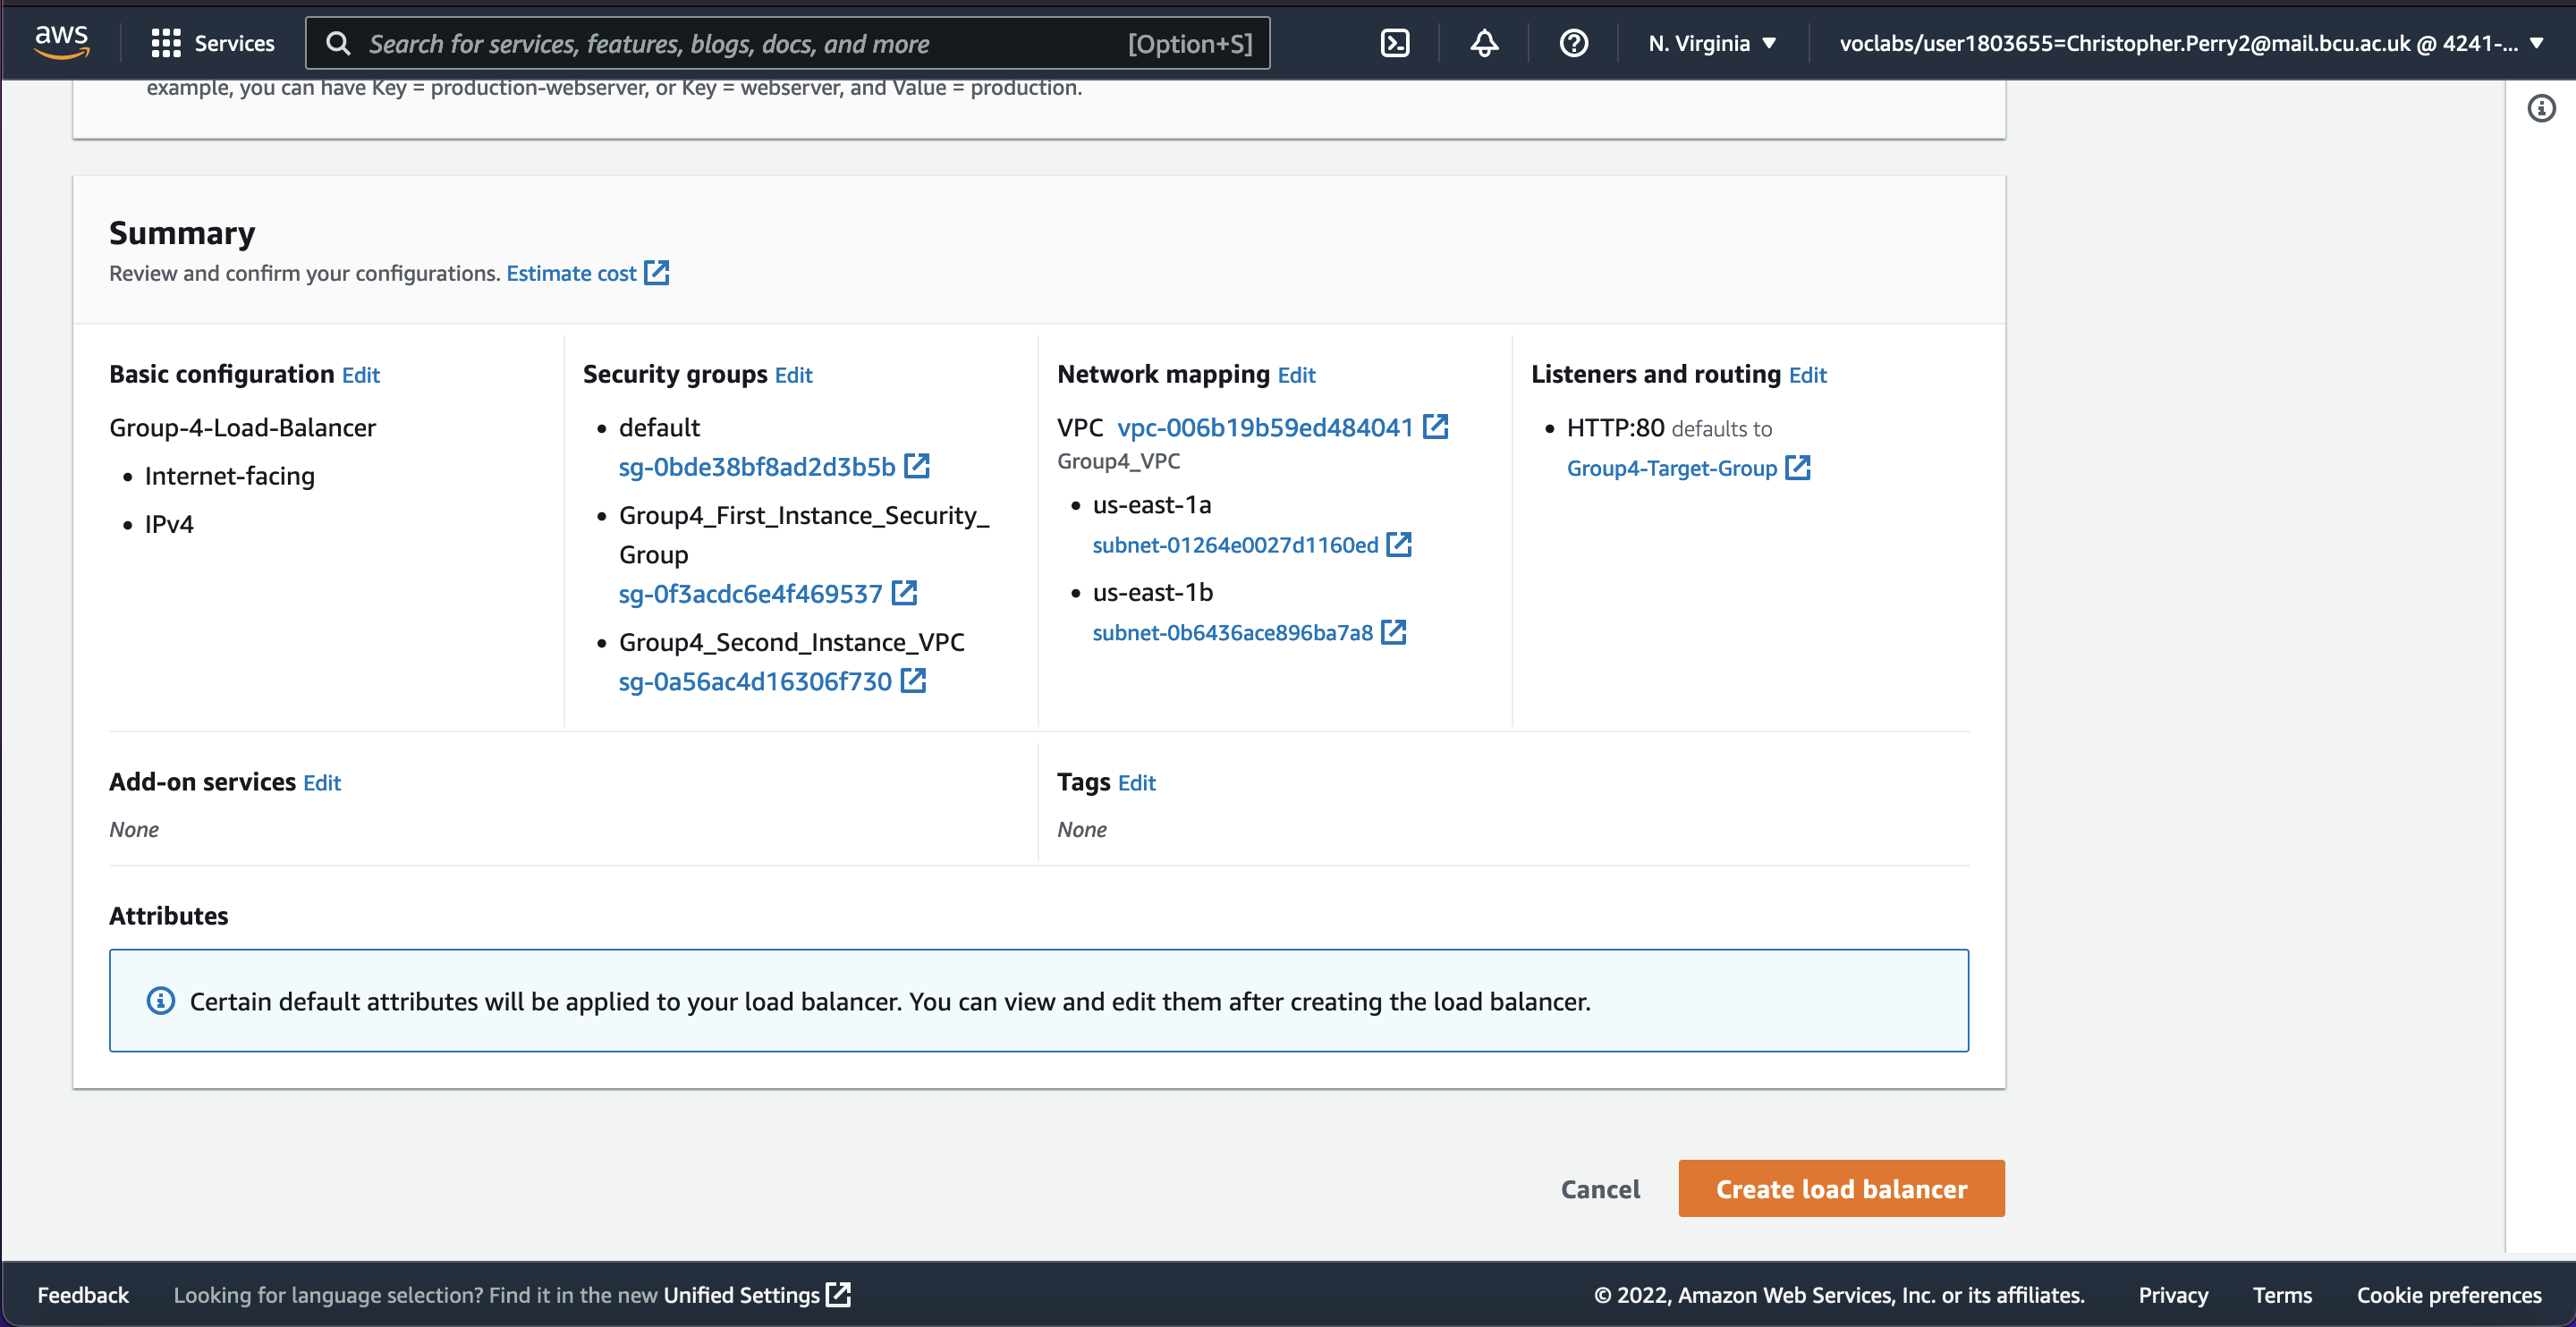 aws
Services
Search for services, features, blogs, docs, and more
[Option+S]
N. Virginia
voclabs/user1803655=Christopher.Perry2@mail.bcu.ac.uk @ 4241-...
example, you can have Key = production-webserver, or Key = webserver, and Value = production.
Summary
Review and confirm your configurations. Estimate cost
Basic configuration Edit
Group-4-Load-Balancer
• Internet-facing
• IPv4
Security groups Edit
• default
sg-0bde38bf8ad2d3b5b
• Group4_First_Instance_Security_
Group
sg-0f3acdc6e4f469537
• Group4_Second_Instance_VPC
sg-0a56ac4d16306f730
Network mapping Edit
VPC vpc-006b19b59ed484041
Group4_VPC
• us-east-1a
subnet-01264e0027d1160ed
• us-east-1b
subnet-0b6436ace896ba7a8
Listeners and routing Edit
• HTTP:80 defaults to
Group4-Target-Group
Add-on services Edit
None
Tags Edit
None
Attributes
Certain default attributes will be applied to your load balancer. You can view and edit them after creating the load balancer.
Cancel
Create load balancer
Feedback
Looking for language selection? Find it in the new Unified Settings
© 2022, Amazon Web Services, Inc. or its affiliates.
Privacy
Terms
Cookie preferences